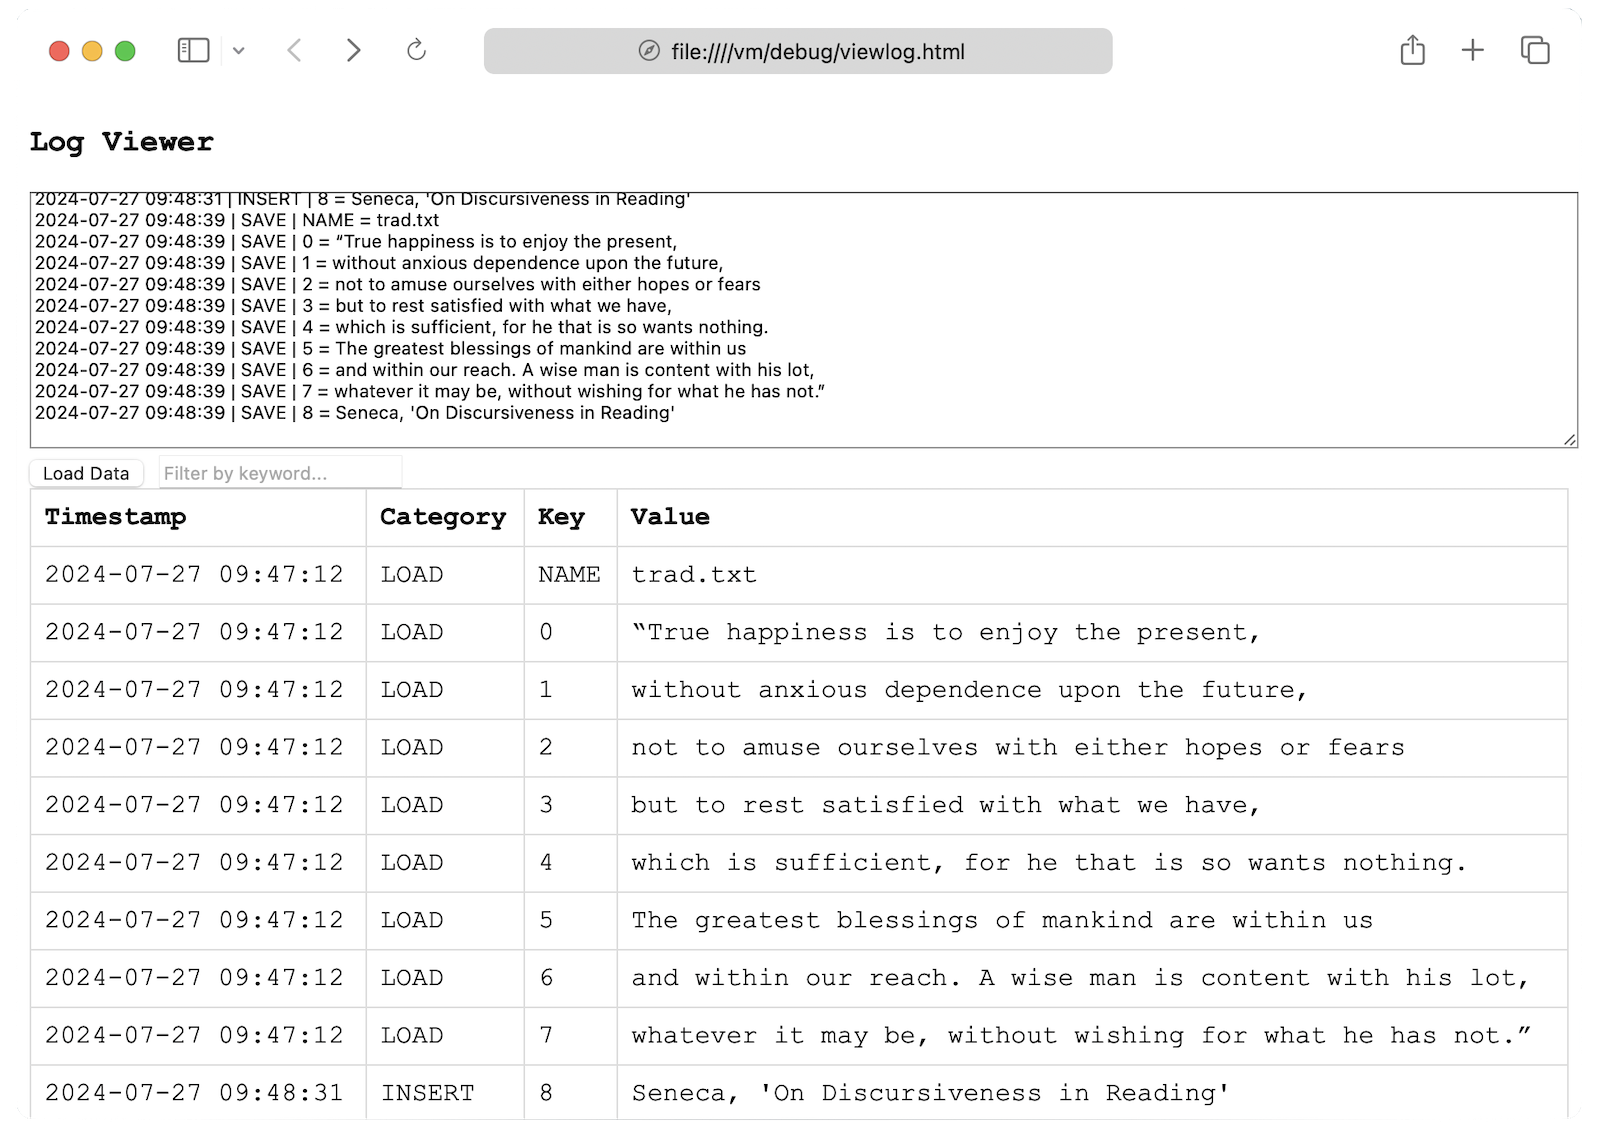 file:////vm/debug/viewlog.html
Log Viewer
2024-07-27 09:48:31 | INSERT | 8 = Seneca, 'On Discursiveness in Reading'
2024-07-27 09:48:39 | SAVE | NAME = trad.txt
2024-07-27 09:48:39 | SAVE | 0 = “True happiness is to enjoy the present,
2024-07-27 09:48:39 | SAVE | 1 = without anxious dependence upon the future,
2024-07-27 09:48:39 | SAVE | 2 = not to amuse ourselves with either hopes or fears
2024-07-27 09:48:39 | SAVE | 3 = but to rest satisfied with what we have,
2024-07-27 09:48:39 | SAVE | 4 = which is sufficient, for he that is so wants nothing.
2024-07-27 09:48:39 | SAVE | 5 = The greatest blessings of mankind are within us
2024-07-27 09:48:39 | SAVE | 6 = and within our reach. A wise man is content with his lot,
2024-07-27 09:48:39 | SAVE | 7 = whatever it may be, without wishing for what he has not.”
2024-07-27 09:48:39 | SAVE | 8 = Seneca, 'On Discursiveness in Reading'
Load Data Filter by keyword...
Timestamp Category Key Value
2024-07-27 09:47:12 LOAD NAME trad.txt
2024-07-27 09:47:12 LOAD 0 “True happiness is to enjoy the present,
2024-07-27 09:47:12 LOAD 1 without anxious dependence upon the future,
2024-07-27 09:47:12 LOAD 2 not to amuse ourselves with either hopes or fears
2024-07-27 09:47:12 LOAD 3 but to rest satisfied with what we have,
2024-07-27 09:47:12 LOAD 4 which is sufficient, for he that is so wants nothing.
2024-07-27 09:47:12 LOAD 5 The greatest blessings of mankind are within us
2024-07-27 09:47:12 LOAD 6 and within our reach. A wise man is content with his lot,
2024-07-27 09:47:12 LOAD 7 whatever it may be, without wishing for what he has not.”
2024-07-27 09:48:31 INSERT 8 Seneca, 'On Discursiveness in Reading'